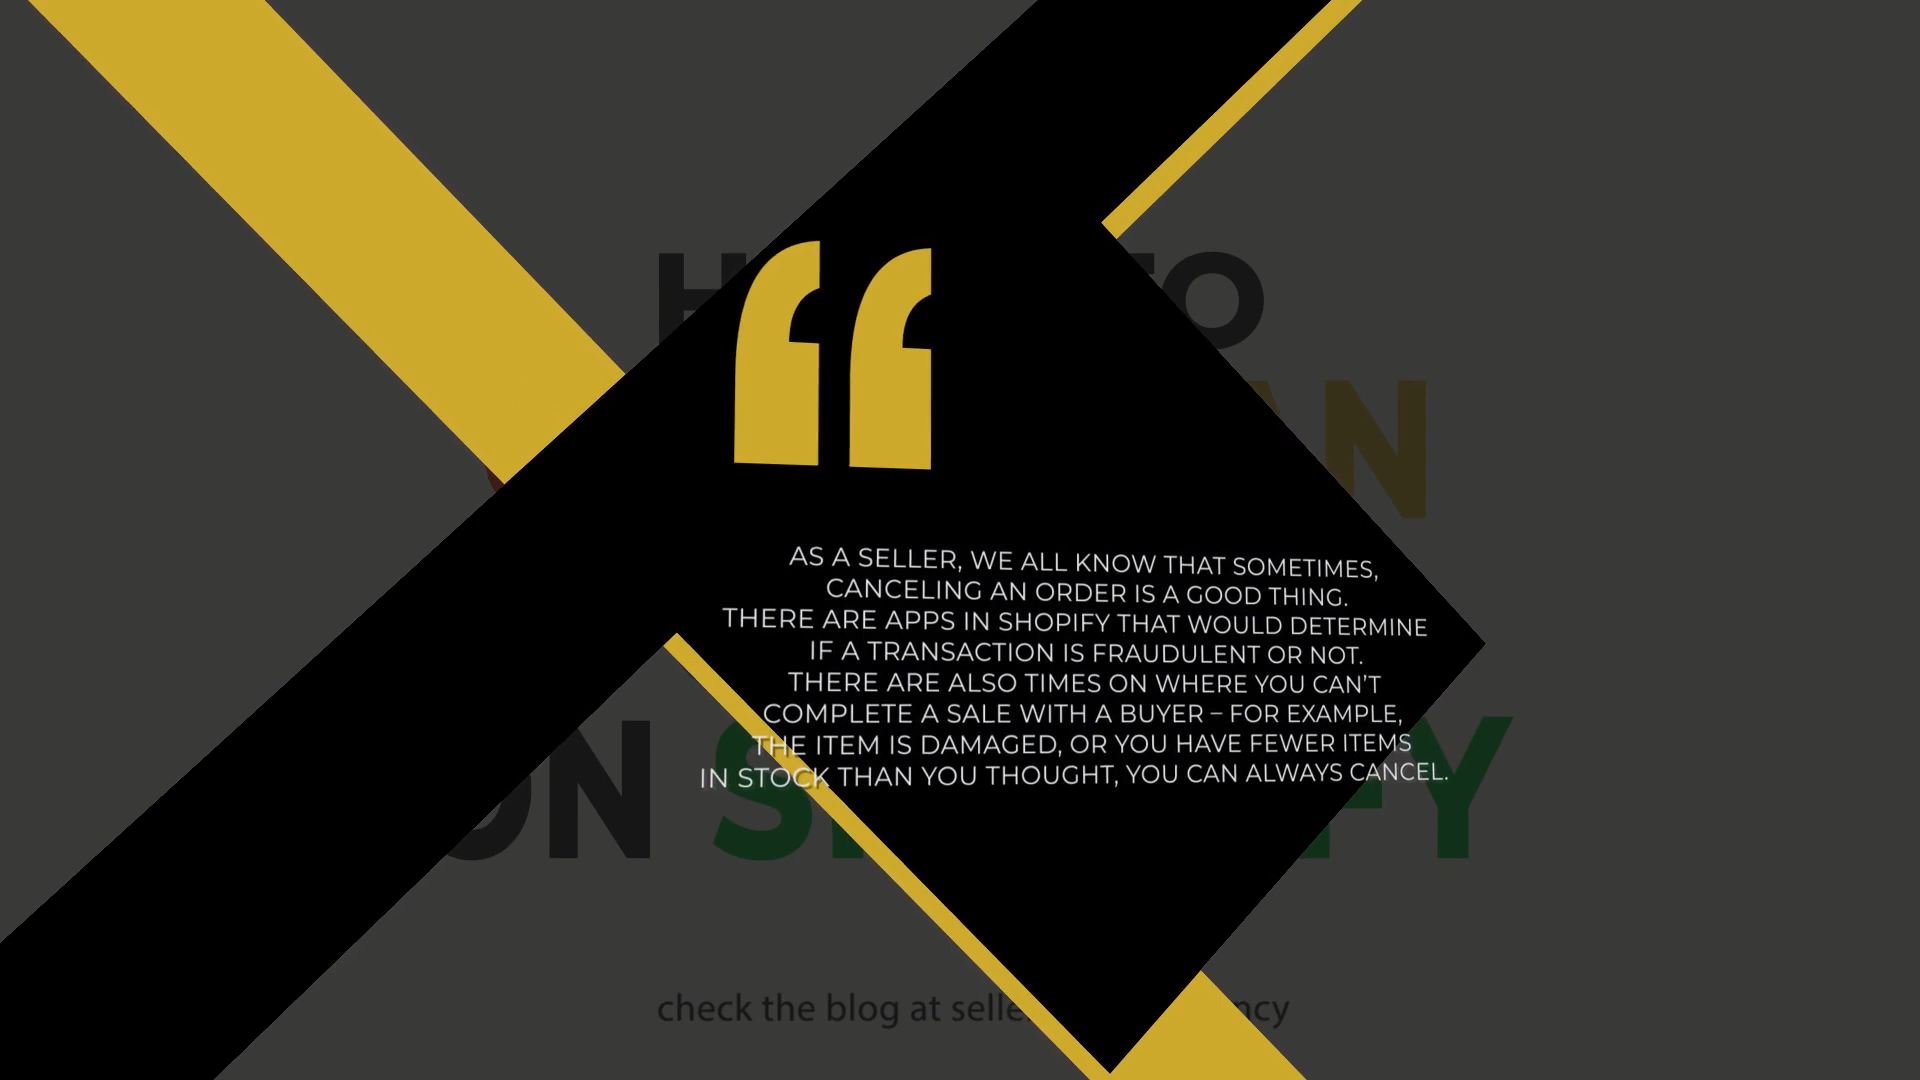 TO
AS A SELLER, WE ALL KNOW THAT SOMETIMES,
CANCELING AN ORDER IS A GOOD THING.
THERE ARE APPS IN SHOPIFY THAT WOULD DETERMINE
IF A TRANSACTION IS FRAUDULENT OR NOT.
THERE ARE ALSO TIMES ON WHERE YOU CAN’T
COMPLETE A SALE WITH A BUYER – FOR EXAMPLE,
THE ITEM IS DAMAGED, OR YOU HAVE FEWER ITEMS
IN STOCK THAN YOU THOUGHT, YOU CAN ALWAYS CANCEL.
ON
check the blog at